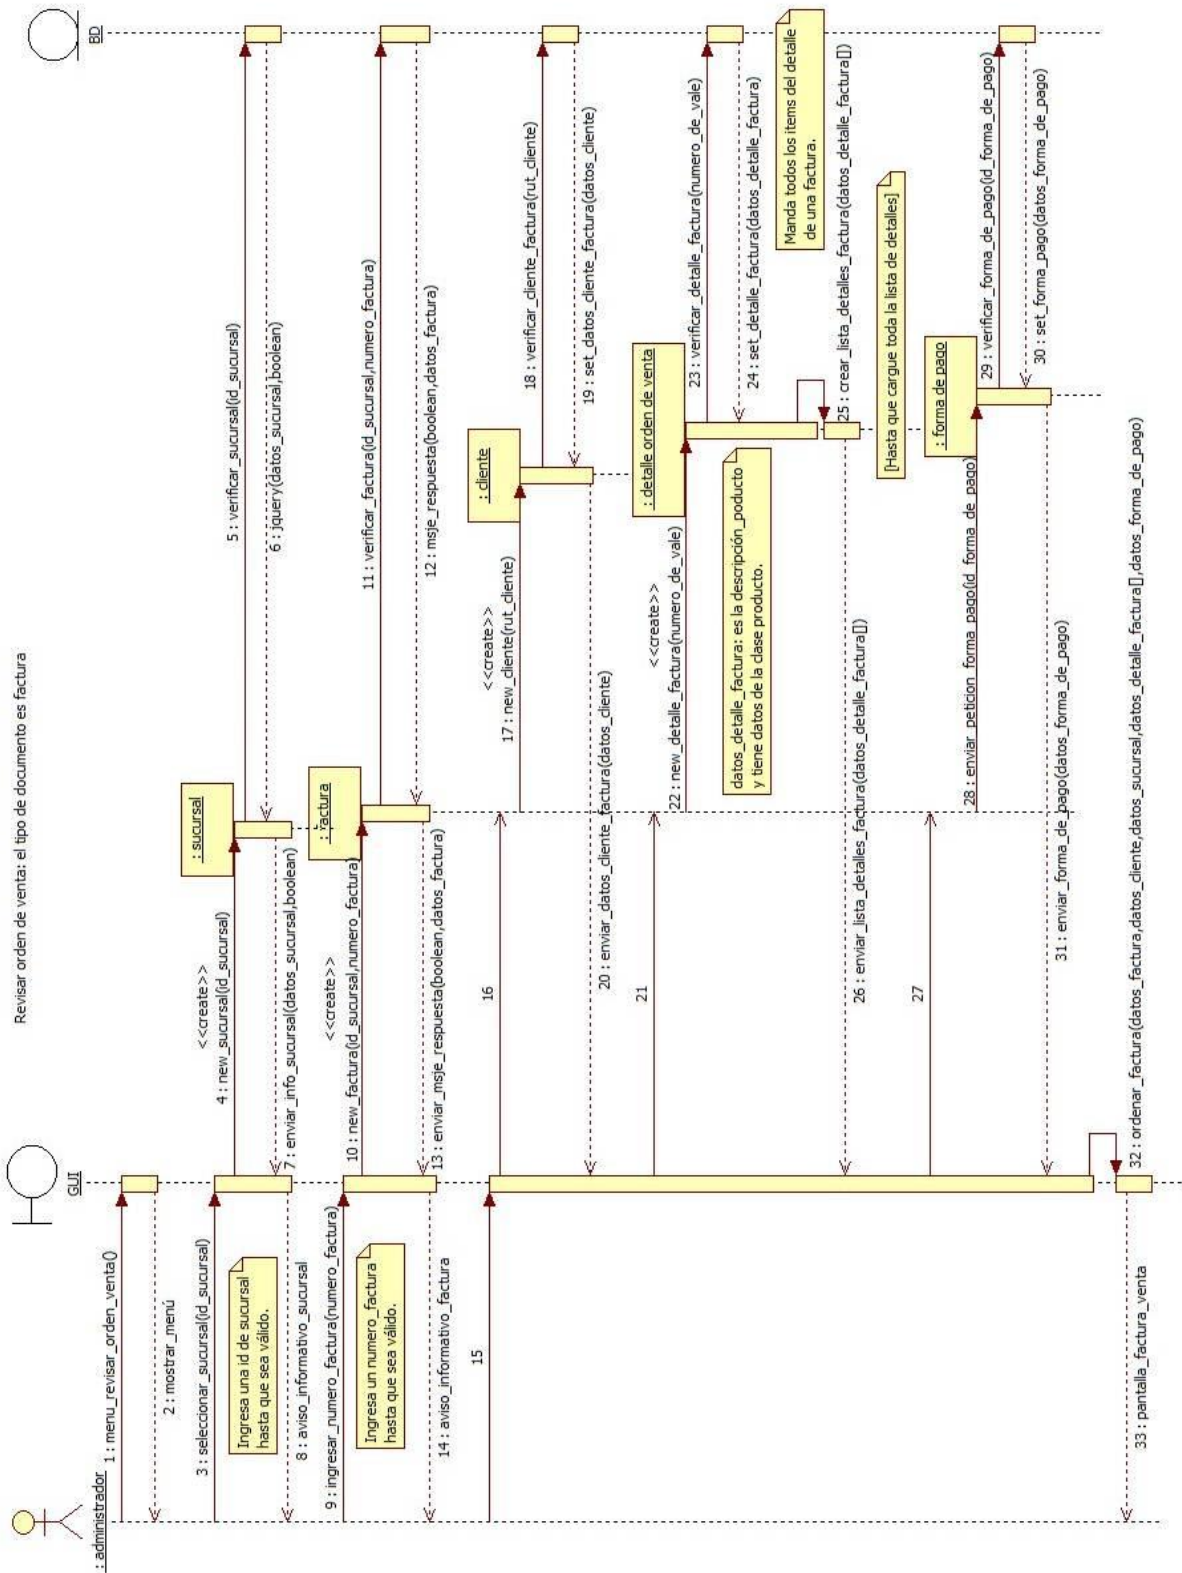 Revisar orden de venta: el tipo de documento es factura
: administrador
GUI
BD
1 : menu_revisar_orden_venta()
2 : mostrar_menú
3 : seleccionar_sucursal(id_sucursal)
<<create>>
4 : new_sucursal(id_sucursal)
: sucursal
5 : verificar_sucursal(id_sucursal)
6 : jquery(datos_sucursal,boolean)
7 : enviar_info_sucursal(datos_sucursal,boolean)
Ingresa una id de sucursal
hasta que sea válido.
8 : aviso_informativo_sucursal
9 : ingresar_numero_factura(numero_factura)
<<create>>
10 : new_factura(id_sucursal,numero_factura)
: factura
11 : verificar_factura(id_sucursal,numero_factura)
12 : msje_respuesta(boolean,datos_factura)
13 : enviar_msje_respuesta(boolean,datos_factura)
Ingresa un numero_factura
hasta que sea válido.
14 : aviso_informativo_factura
15
16
<<create>>
17 : new_cliente(rut_cliente)
: cliente
18 : verificar_cliente_factura(rut_cliente)
19 : set_datos_cliente_factura(datos_cliente)
20 : enviar_datos_cliente_factura(datos_cliente)
21
<<create>>
22 : new_detalle_factura(numero_de_vale)
: detalle orden de venta
23 : verificar_detalle_factura(numero_de_vale)
24 : set_detalle_factura(datos_detalle_factura)
datos_detalle_factura: es la descripción_poducto
y tiene datos de la clase producto.
Manda todos los items del detalle
de una factura.
25 : crear_lista_detalles_factura(datos_detalle_factura[])
26 : enviar_lista_detalles_factura(datos_detalle_factura[])
[Hasta que cargue toda la lista de detalles]
27
28 : enviar_peticion_forma_pago(id_forma_de_pago)
: forma de pago
29 : verificar_forma_de_pago(id_forma_de_pago)
30 : set_forma_pago(datos_forma_de_pago)
31 : enviar_forma_de_pago(datos_forma_de_pago)
32 : ordenar_factura(datos_factura,datos_cliente,datos_sucursal,datos_detalle_factura[],datos_forma_de_pago)
33 : pantalla_factura_venta